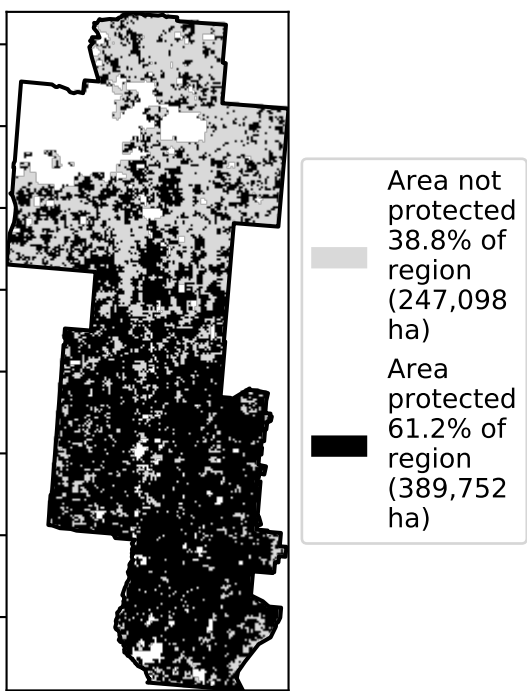 Area not
protected
38.8% of
region
(247,098
ha)
Area
protected
61.2% of
region
(389,752
ha)